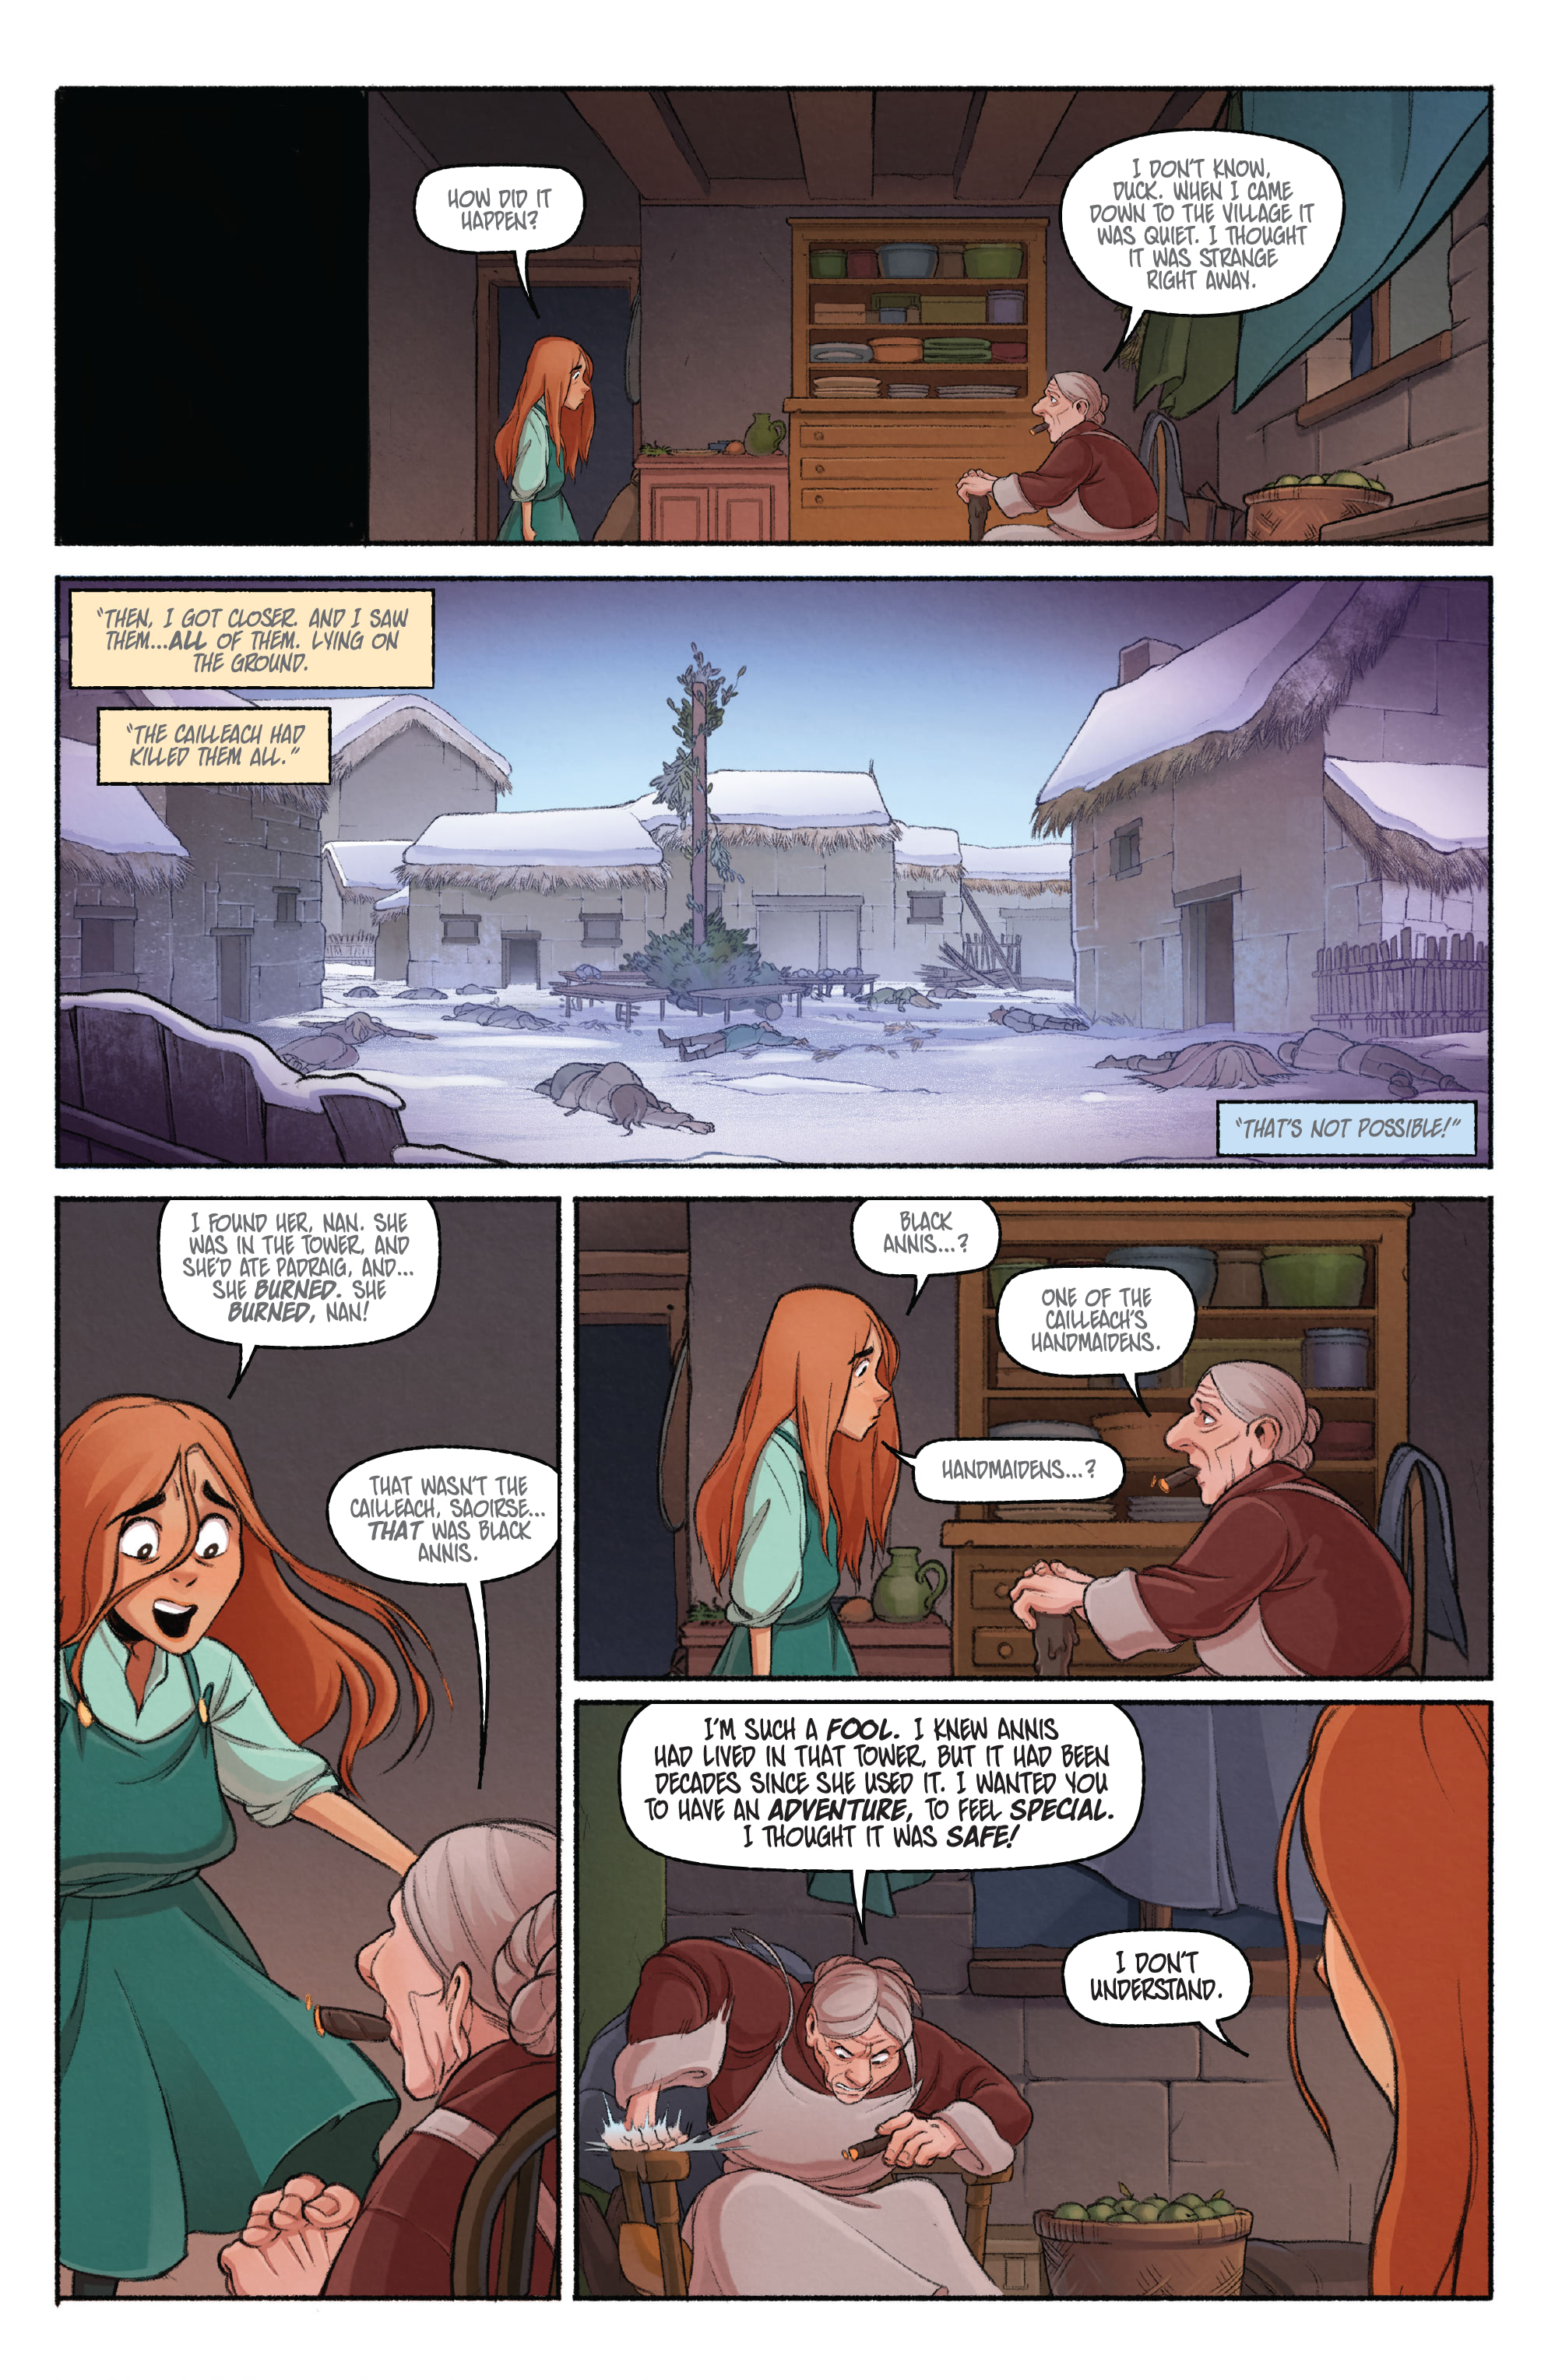 HOW DID IT
HAPPEN?
I DON'T KNOW,
DUCK. WHEN I CAME
DOWN TO THE VILLAGE IT
WAS QUIET. I THOUGHT
IT WAS STRANGE
RIGHT AWAY.
"THEN, I GOT CLOSER. AND I SAW
THEM...ALL OF THEM. LYING ON
THE GROUND.
"THE CAILLEACH HAD
KILLED THEM ALL."
"THAT'S NOT POSSIBLE!"
I FOUND HER, NAN. SHE
WAS IN THE TOWER, AND
SHE'D ATE PADRAIG, AND...
SHE BURNED. SHE
BURNED, NAN!
THAT WASN'T THE
CAILLEACH, SAOIRSE...
THAT WAS BLACK
ANNIS.
BLACK
ANNIS...?
ONE OF THE
CAILLEACH'S
HANDMAIDENS.
HANDMAIDENS...?
I'M SUCH A FOOL. I KNEW ANNIS
HAD LIVED IN THAT TOWER, BUT IT HAD BEEN
DECADES SINCE SHE USED IT. I WANTED YOU
TO HAVE AN ADVENTURE, TO FEEL SPECIAL.
I THOUGHT IT WAS SAFE!
I DON'T
UNDERSTAND.